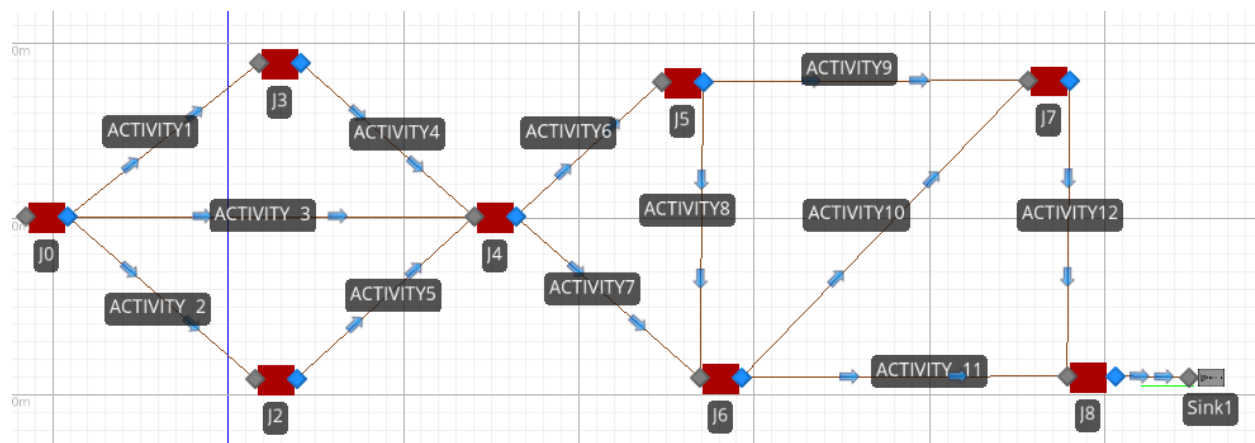 0m
J3
ACTIVITY1
ACTIVITY4
ACTIVITY6
J5
ACTIVITY9
J7
0m
J0
ACTIVITY_3
J4
ACTIVITY8
ACTIVITY10
ACTIVITY12
ACTIVITY_2
ACTIVITY5
ACTIVITY7
0m
J2
J6
ACTIVITY_11
J8
Sink1